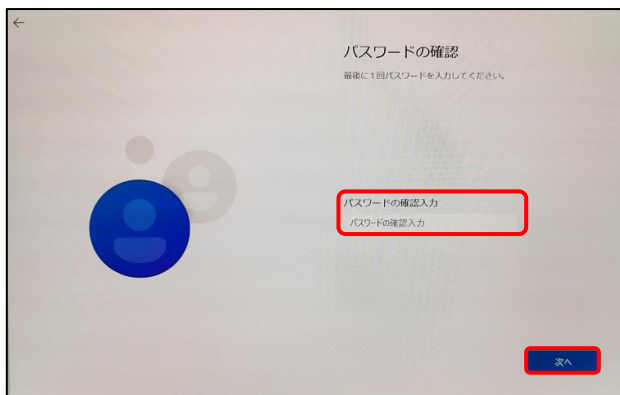 パスワードの確認
最後に1回パスワードを入力してください。
パスワードの確認入力
パスワードの確認入力
次へ